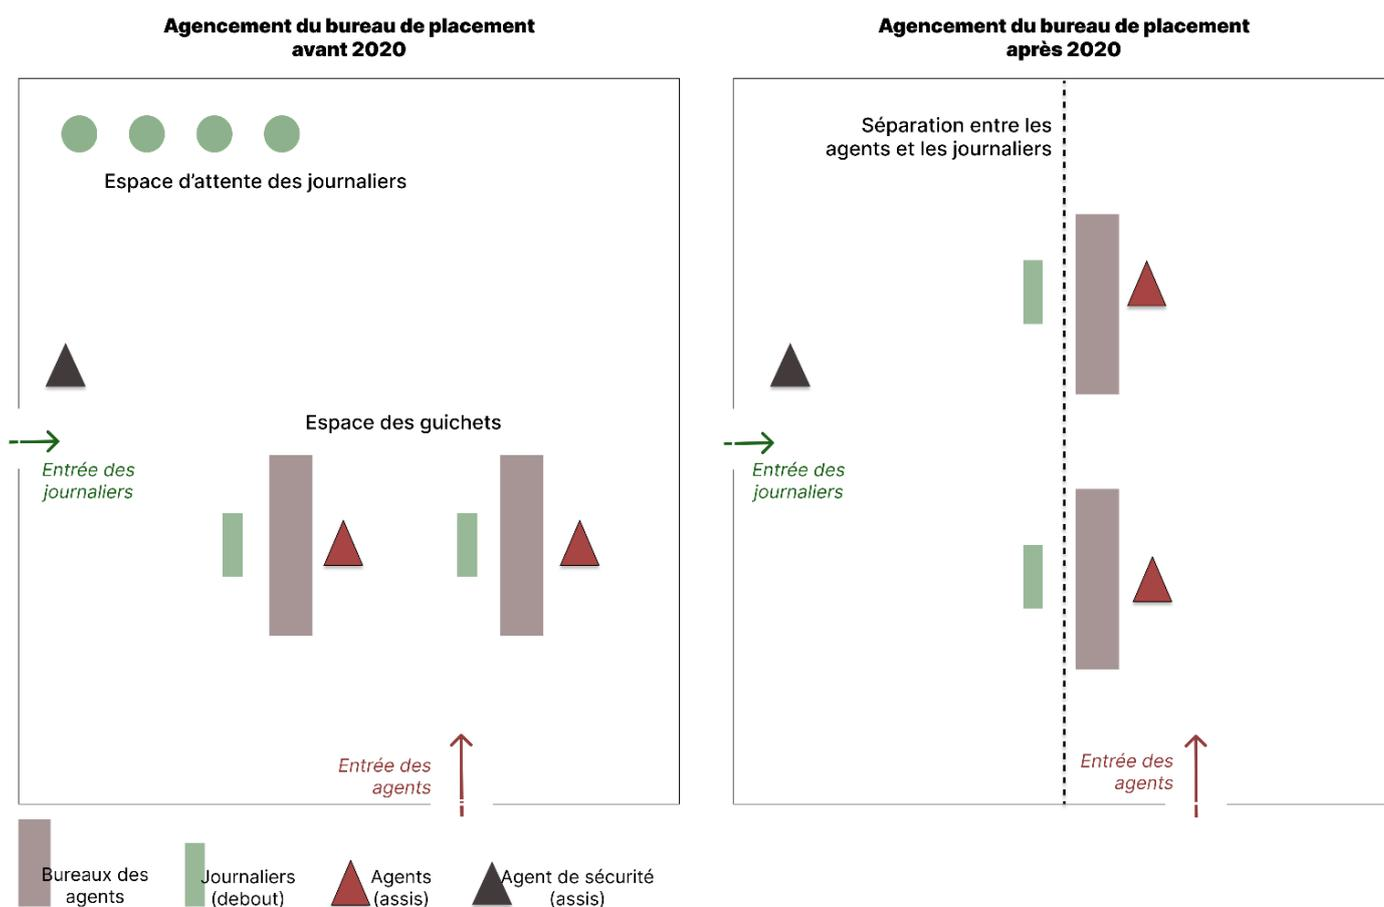 Agencement du bureau de placement
avant 2020
Espace d'attente des journaliers
Espace des guichets
Entrée des
journaliers
Entrée des
agents
Agencement du bureau de placement
après 2020
Séparation entre les
agents et les journaliers
Entrée des
journaliers
Entrée des
agents
Bureaux des
agents
Journaliers
(debout)
Agents
(assis)
Agent de sécurité
(assis)